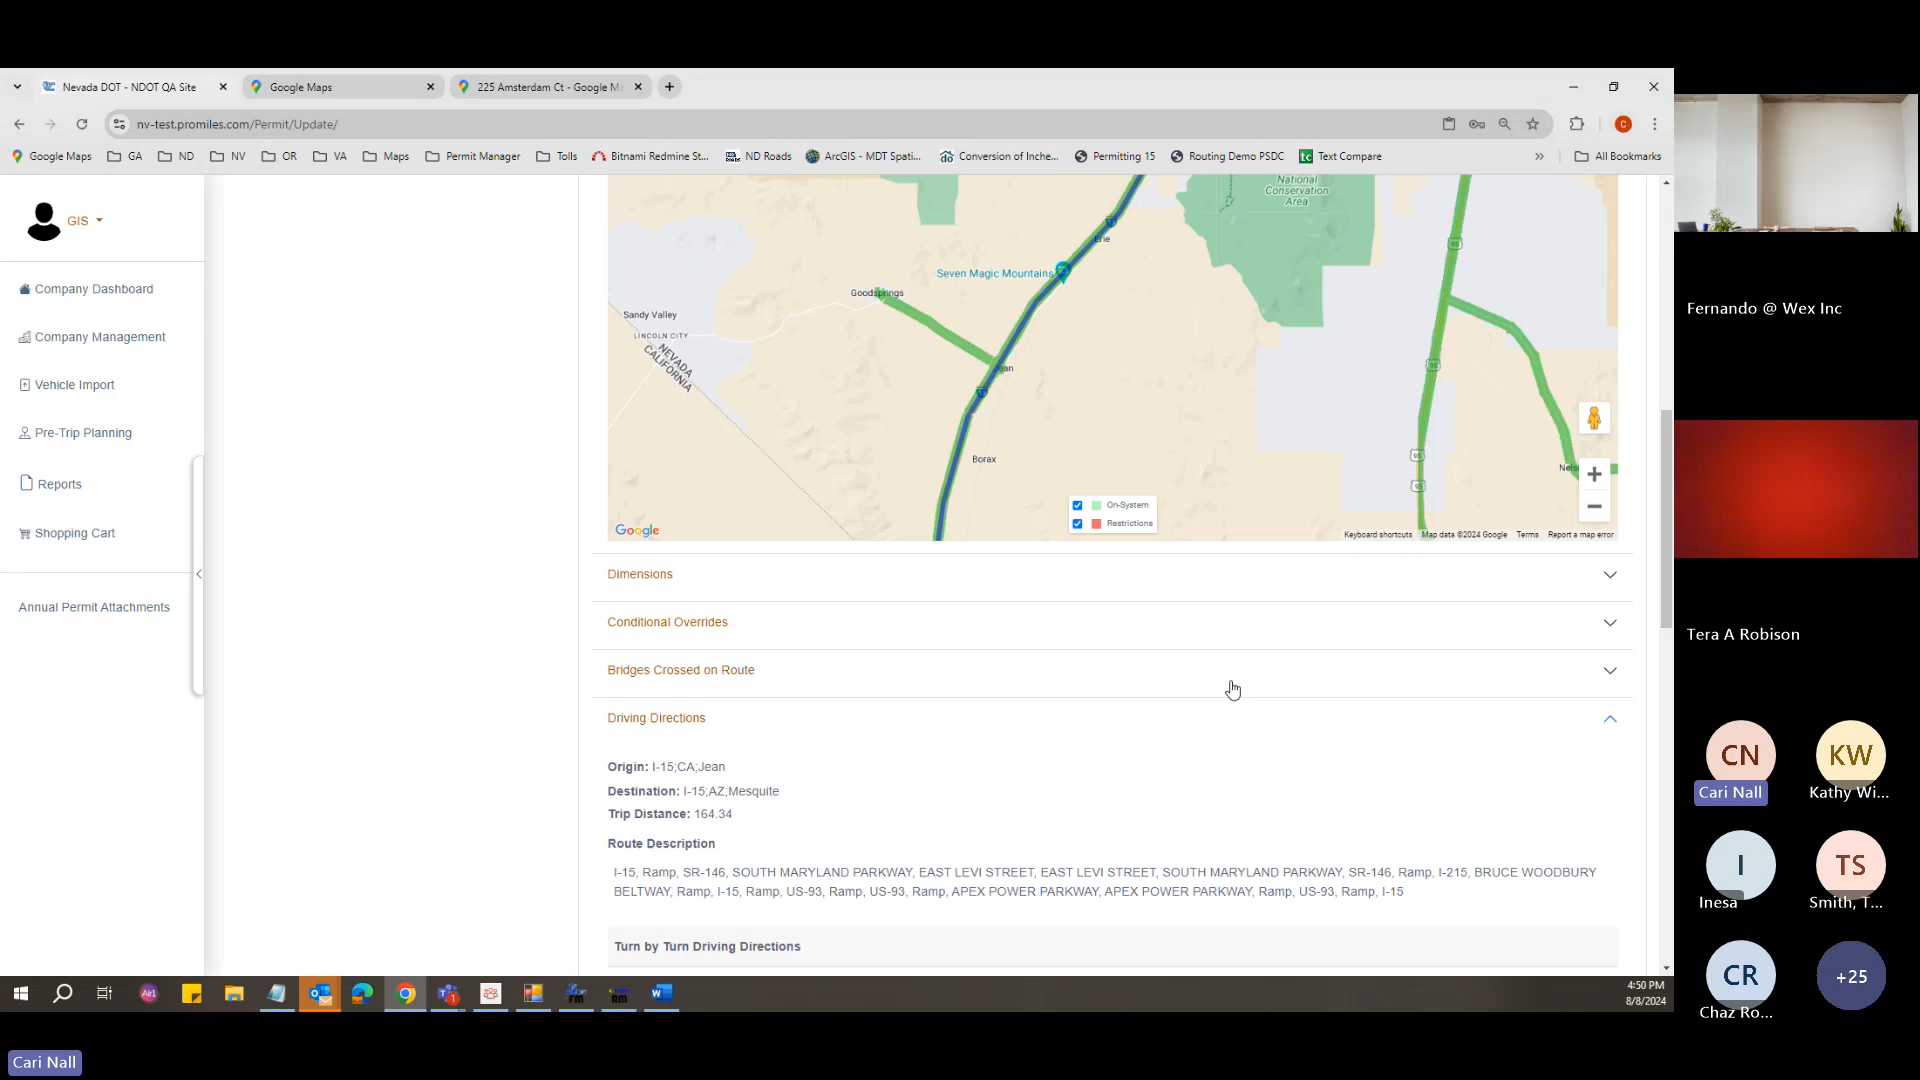 Nevada DOT - NDOT QA Site
Google Maps
225 Amsterdam Ct - Google M
nv-test.promiles.com/Permit/Update/
C
Google Maps
GA
ND
NV
OR
VA
Maps
Permit Manager
Tolls
Bitnami Redmine St...
ND Roads
ArcGIS - MDT Spati...
Conversion of Inche...
Permitting 15
Routing Demo PSDC
Text Compare
All Bookmarks
GIS
Company Dashboard
Company Management
Vehicle Import
Pre-Trip Planning
Reports
Shopping Cart
Annual Permit Attachments
National
Conservation
Area
Erie
Seven Magic Mountains
Goodsprings
Sandy Valley
LINCOLN CITY
NEVADA
CALIFORNIA
Jean
Borax
Nels
95
95
95
95
On-System
Restrictions
Google
Keyboard shortcuts
Map data ©2024 Google
Terms
Report a map error
Dimensions
Conditional Overrides
Bridges Crossed on Route
Driving Directions
Origin: I-15;CA;Jean
Destination: I-15;AZ;Mesquite
Trip Distance: 164.34
Route Description
I-15, Ramp, SR-146, SOUTH MARYLAND PARKWAY, EAST LEVI STREET, EAST LEVI STREET, SOUTH MARYLAND PARKWAY, SR-146, Ramp, I-215, BRUCE WOODBURY
BELTWAY, Ramp, I-15, Ramp, US-93, Ramp, US-93, Ramp, APEX POWER PARKWAY, APEX POWER PARKWAY, Ramp, US-93, Ramp, I-15
Turn by Turn Driving Directions
4:50 PM
8/8/2024
Fernando @ Wex Inc
Tera A Robison
CN
Cari Nall
KW
Kathy Wi...
I
Inesa
TS
Smith, T...
CR
Chaz Ro...
+25
Cari Nall